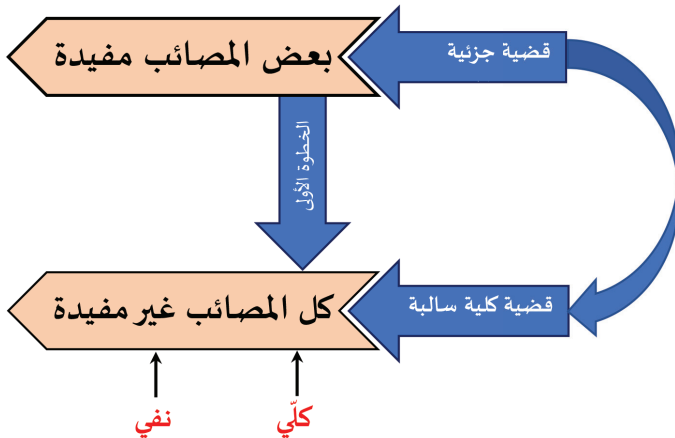 قضية جزئية
بعض المصائب مفيدة
الخطوة الأولى
قضية كلية سالبة
كل المصائب غير مفيدة
كلّي
نفي